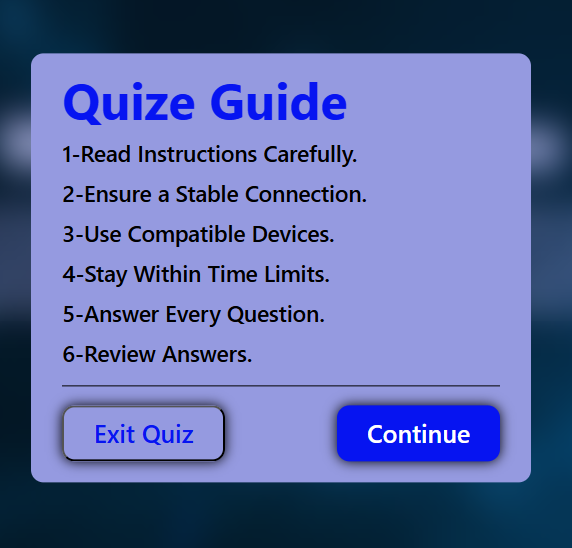 Quize Guide
1-Read Instructions Carefully.
2-Ensure a Stable Connection.
3-Use Compatible Devices.
4-Stay Within Time Limits.
5-Answer Every Question.
6-Review Answers.
Exit Quiz
Continue